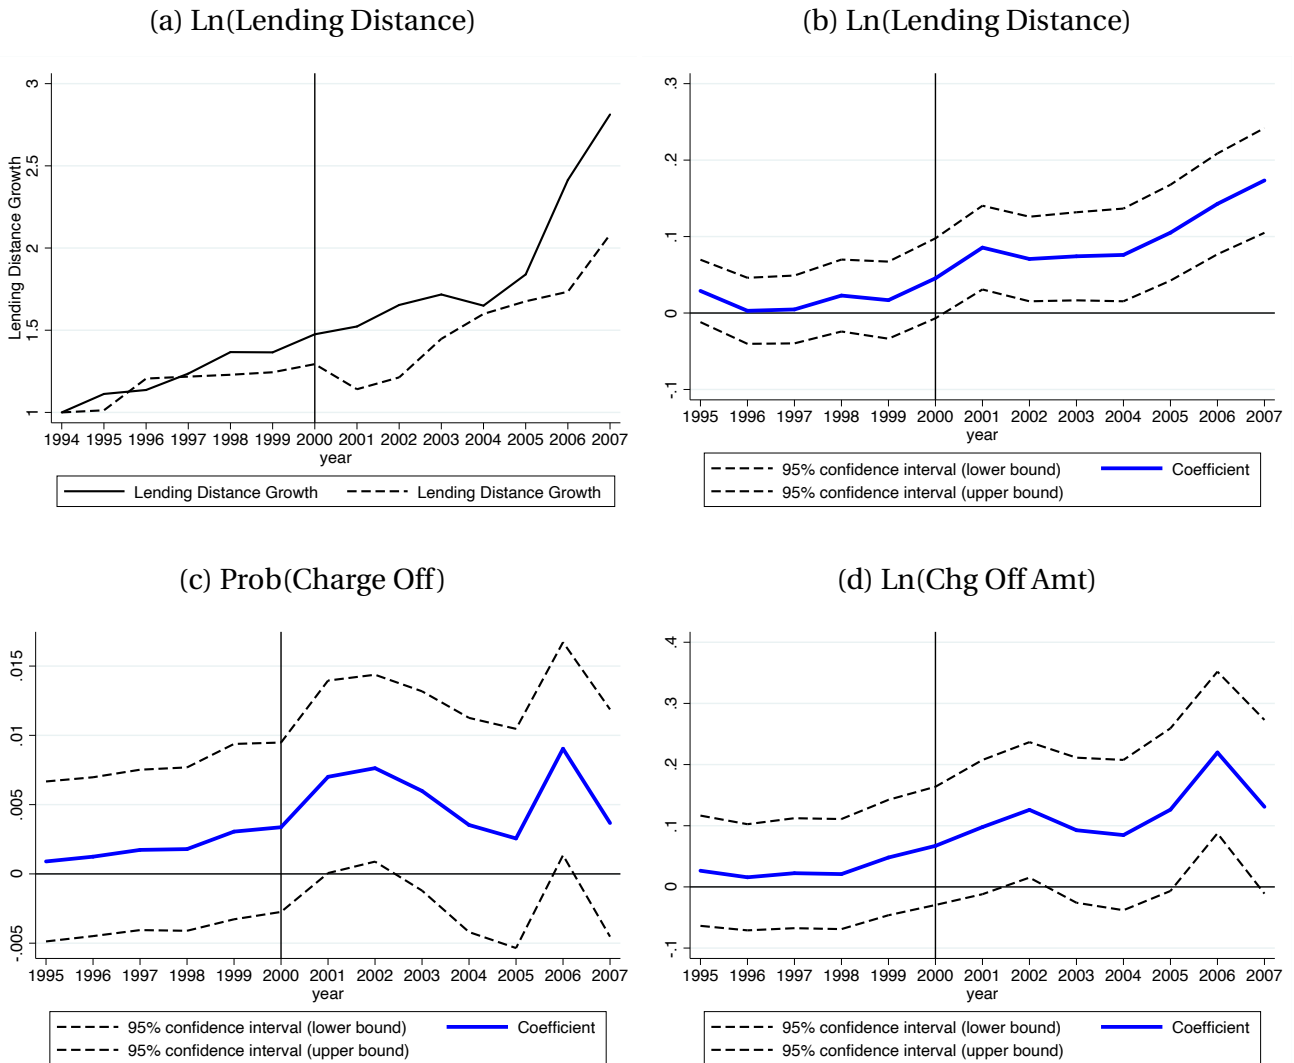 (a) Ln(Lending Distance)
Lending Distance Growth
3
2.5
2
1.5
1
1994 1995 1996 1997 1998 1999 2000 2001 2002 2003 2004 2005 2006 2007
year
Lending Distance Growth Lending Distance Growth
(b) Ln(Lending Distance)
.3
.2
.1
0
-.1
1995 1996 1997 1998 1999 2000 2001 2002 2003 2004 2005 2006 2007
year
95% confidence interval (lower bound) Coefficient
95% confidence interval (upper bound)
(c) Prob(Charge Off)
.015
.01
.005
0
-.005
1995 1996 1997 1998 1999 2000 2001 2002 2003 2004 2005 2006 2007
year
95% confidence interval (lower bound) Coefficient
95% confidence interval (upper bound)
(d) Ln(Chg Off Amt)
.4
.3
.2
.1
0
-.1
1995 1996 1997 1998 1999 2000 2001 2002 2003 2004 2005 2006 2007
year
95% confidence interval (lower bound) Coefficient
95% confidence interval (upper bound)